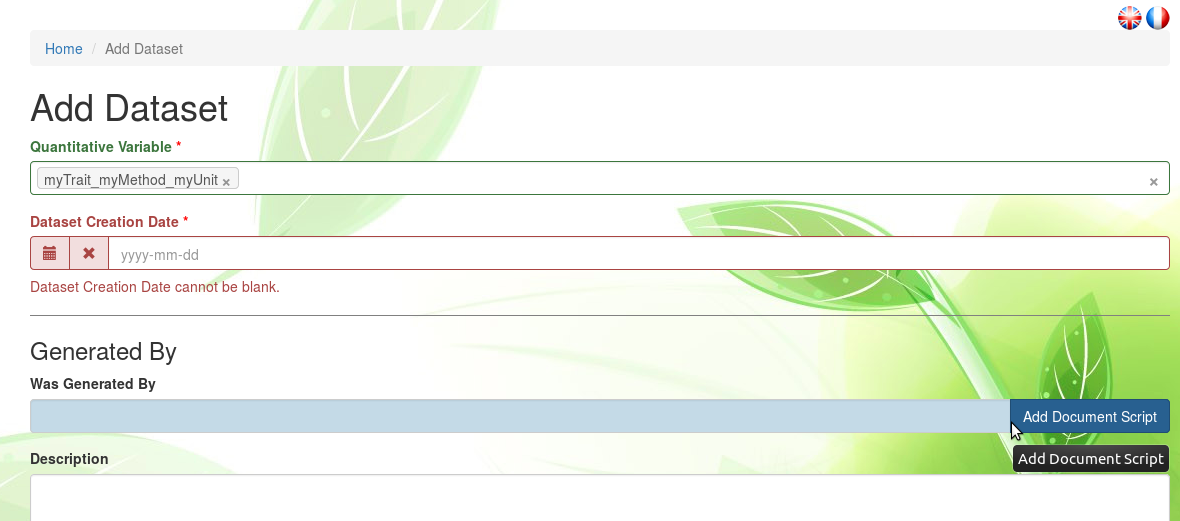 Home / Add Dataset
Add Dataset
Quantitative Variable *
myTrait_myMethod_myUnit ×
×
Dataset Creation Date *
yyyy-mm-dd
Dataset Creation Date cannot be blank.
Generated By
Was Generated By
Add Document Script
Description
Add Document Script